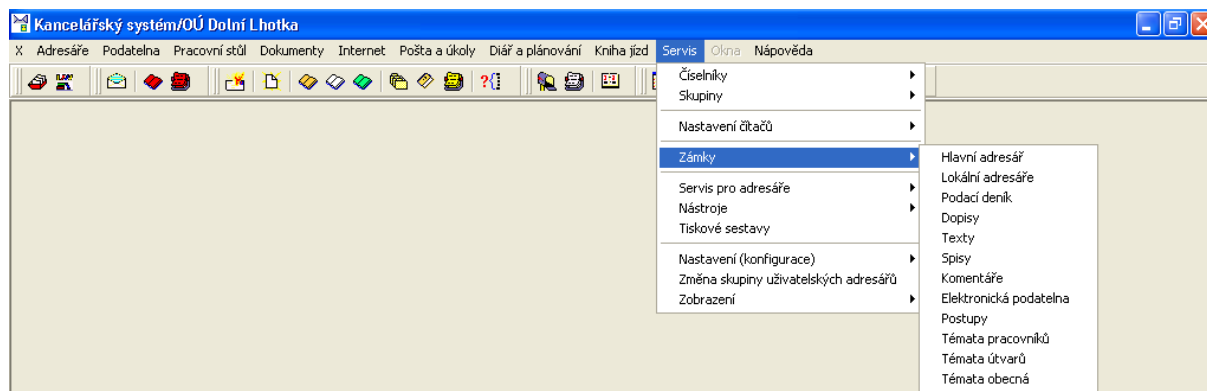 Kancelářský systém/OÚ Dolní Lhotka
X Adresáře Podatelna Pracovní stůl Dokumenty Internet Pošta a úkoly Diář a plánování Kniha jízd Servis Okna Nápověda
Číselníky
Skupiny
Nastavení čítačů
Zámky
Servis pro adresáře
Nástroje
Tiskové sestavy
Nastavení (konfigurace)
Změna skupiny uživatelských adresářů
Zobrazení
Hlavní adresář
Lokální adresáře
Podací deník
Dopisy
Texty
Spisy
Komentáře
Elektronická podatelna
Postupy
Témata pracovníků
Témata útvarů
Témata obecná